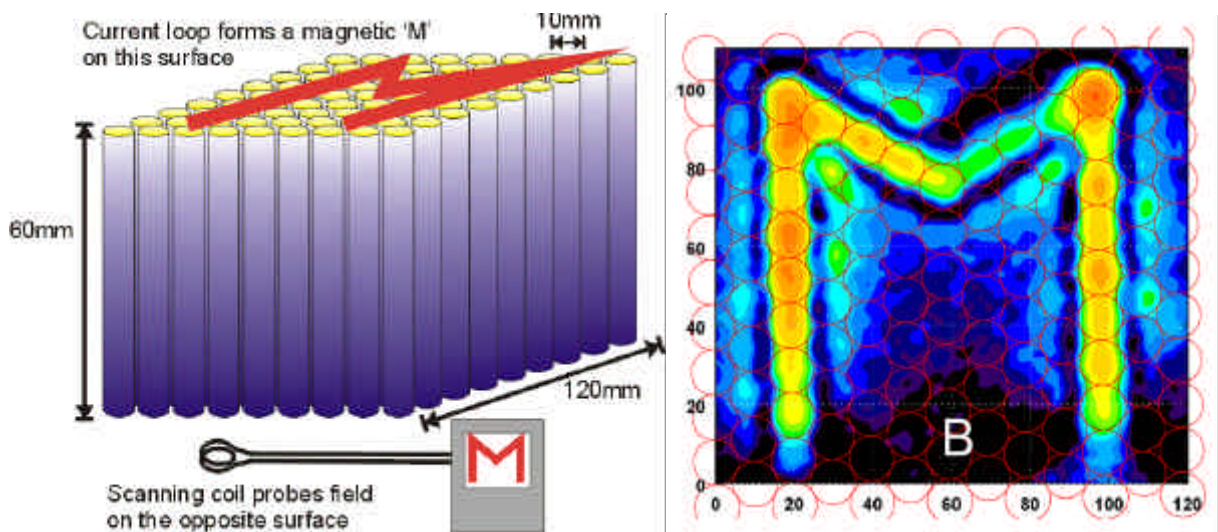 Current loop forms a magnetic 'M'
on this surface
10mm
60mm
120mm
M
Scanning coil probes field
on the opposite surface
100
80
60
40
20
0
B
0 20 40 60 80 100 120